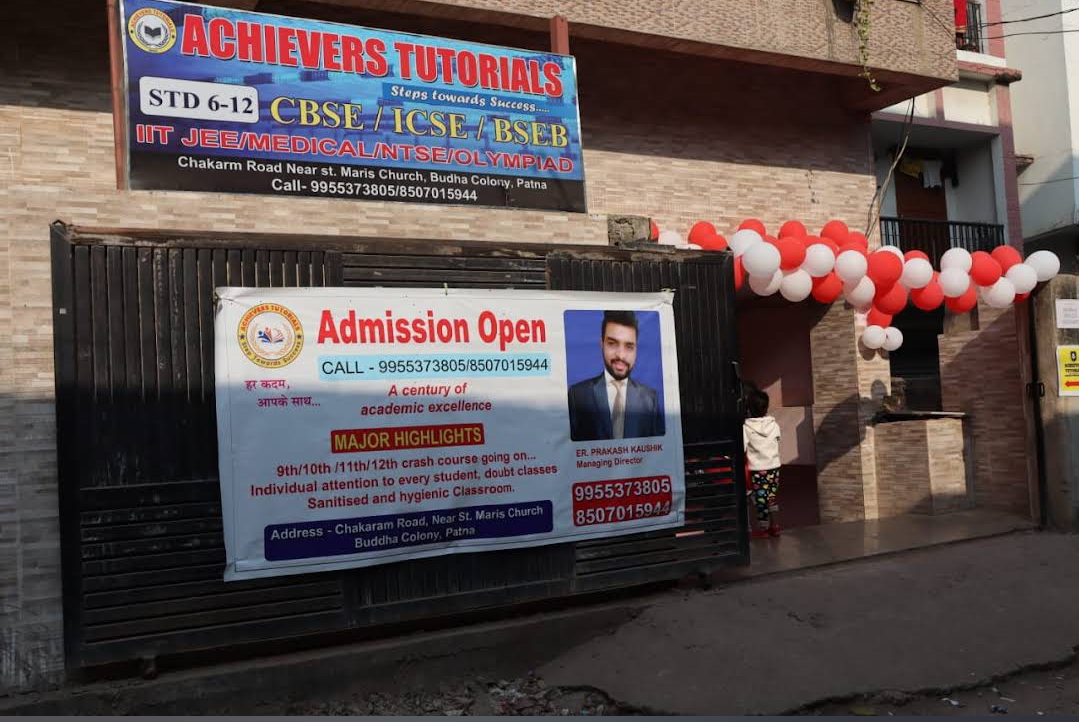 ACHIEVERS TUTORIALS
Steps towards Success.....
STD 6-12
CBSE / ICSE / BSEB
IIT JEE/MEDICAL/NTSE/OLYMPIAD
Chakarm Road Near st. Maris Church, Budha Colony, Patna
Call- 9955373805/8507015944
ACHIEVERS TUTORIALS
Admission Open
CALL - 9955373805/8507015944
हर कदम,
आपके साथ...
A century of
academic excellence
MAJOR HIGHLIGHTS
9th/10th /11th/12th crash course going on...
Individual attention to every student, doubt classes
Sanitised and hygienic Classroom.
Address - Chakaram Road, Near St. Maris Church
Buddha Colony, Patna
ER. PRAKASH KAUSHIK
Managing Director
9955373805
8507015944